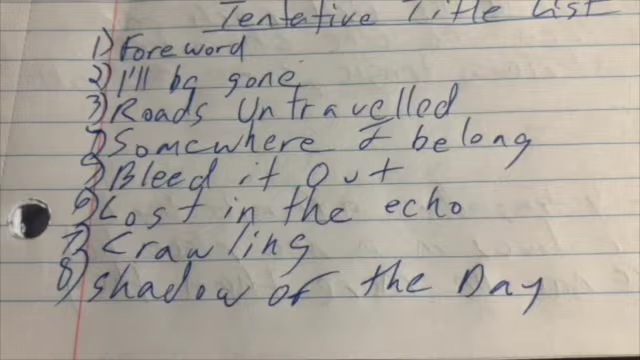 Tentative Title List
1) Foreword
2) I'll be gone
3) Roads Untravelled
4) Somewhere I belong
5) Bleed it Out
6) Lost in the echo
7) Crawling
8) Shadow of the Day